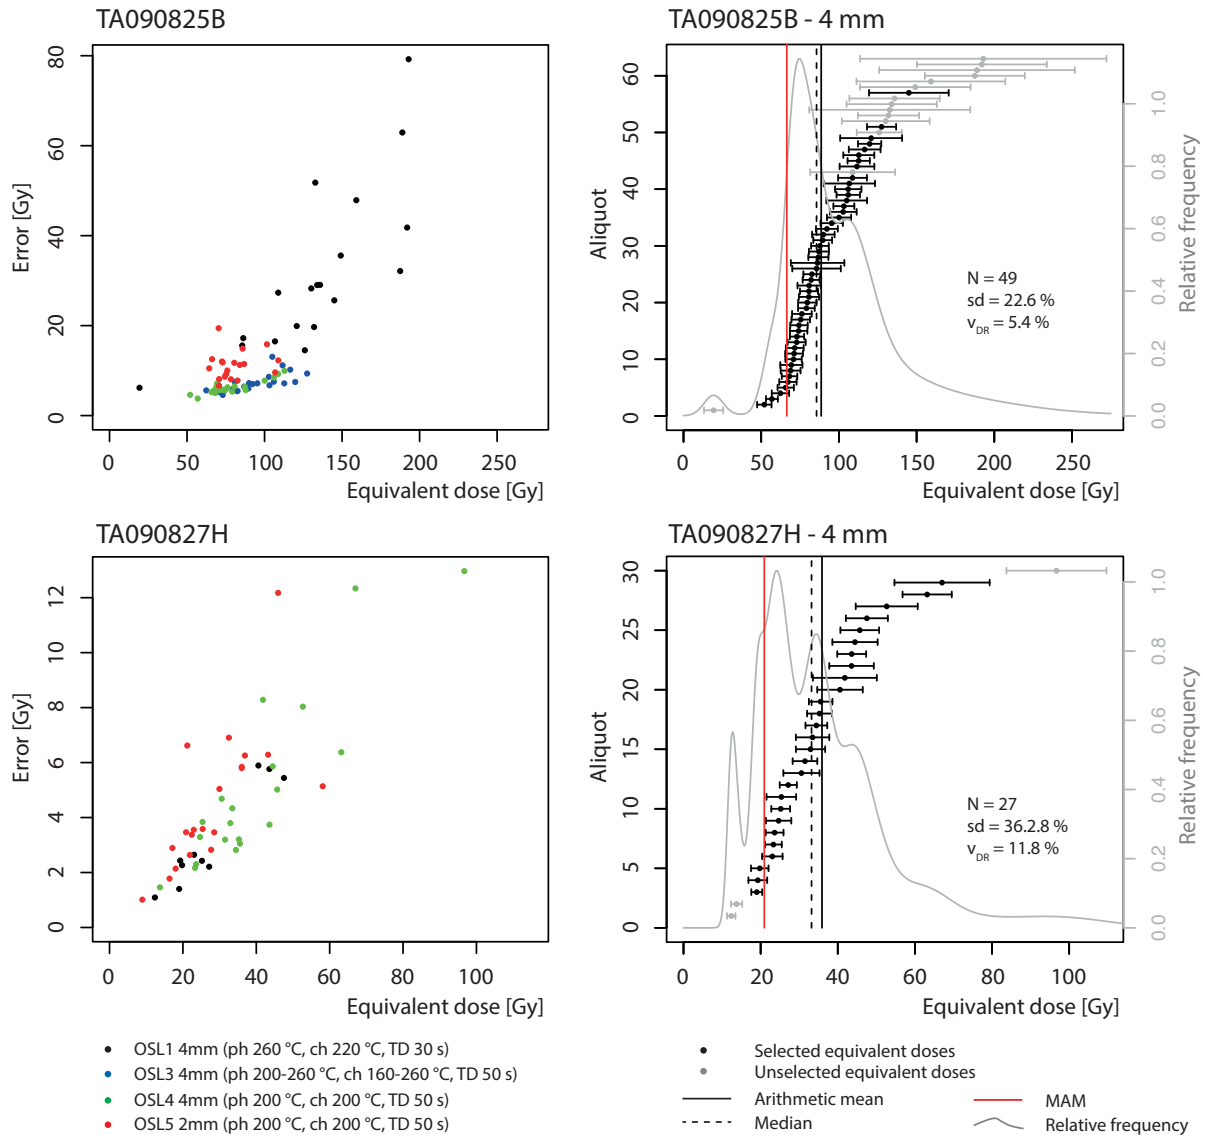 TA090825B
80
60
40
20
0
Error [Gy]
0 50 100 150 200 250
Equivalent dose [Gy]
TA090825B - 4 mm
60
50
40
30
20
10
0
Aliquot
1.0
0.8
0.6
0.4
0.2
0.0
Relative frequency
N = 49
sd = 22.6 %
vDR = 5.4 %
0 50 100 150 200 250
Equivalent dose [Gy]
TA090827H
12
10
8
6
4
2
0
Error [Gy]
0 20 40 60 80 100
Equivalent dose [Gy]
TA090827H - 4 mm
30
25
20
15
10
5
0
Aliquot
1.0
0.8
0.6
0.4
0.2
0.0
Relative frequency
N = 27
sd = 36.2.8 %
vDR = 11.8 %
0 20 40 60 80 100
Equivalent dose [Gy]
OSL1 4mm (ph 260 °C, ch 220 °C, TD 30 s)
OSL3 4mm (ph 200-260 °C, ch 160-260 °C, TD 50 s)
OSL4 4mm (ph 200 °C, ch 200 °C, TD 50 s)
OSL5 2mm (ph 200 °C, ch 200 °C, TD 50 s)
Selected equivalent doses
Unselected equivalent doses
Arithmetic mean
Median
MAM
Relative frequency